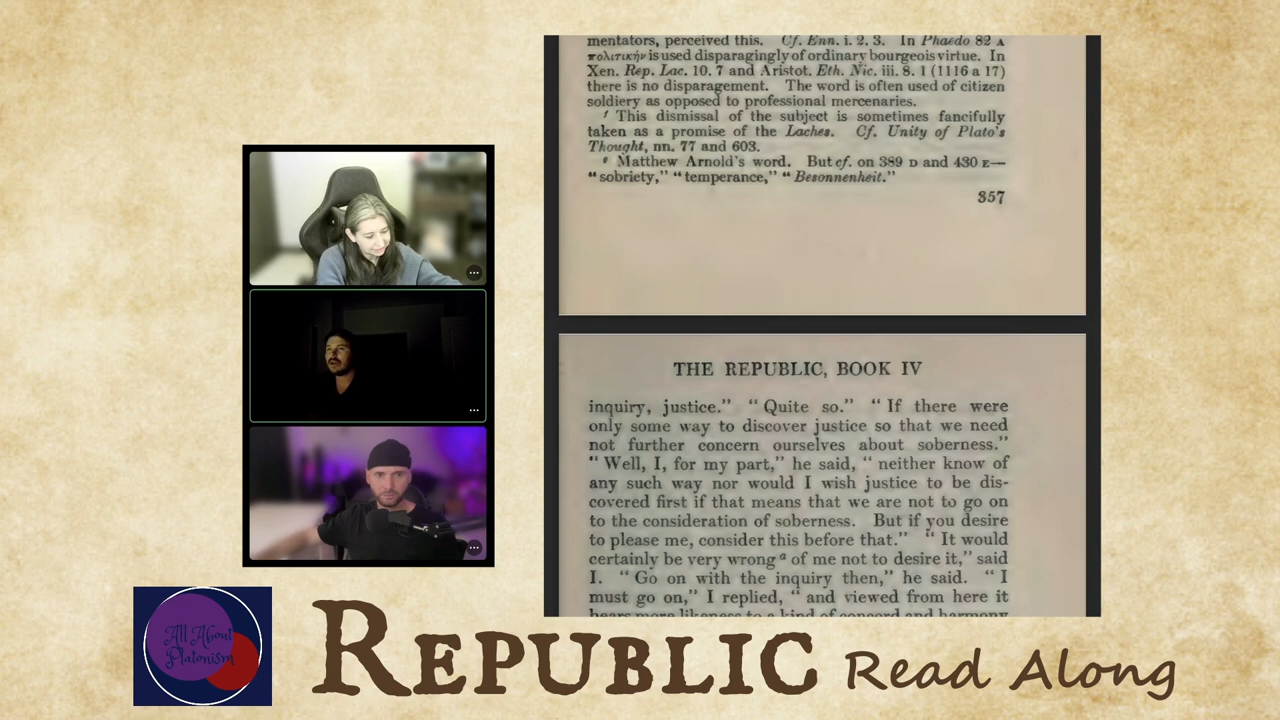 mentators, perceived this. Cf. Enn. i. 2. 3. In Phaedo 82 A
πολιτικήν is used disparagingly of ordinary bourgeois virtue. In
Xen. Rep. Lac. 10. 7 and Aristot. Eth. Nic. iii. 8. 1 (1116 a 17)
there is no disparagement. The word is often used of citizen
soldiery as opposed to professional mercenaries.
f This dismissal of the subject is sometimes fancifully
taken as a promise of the Laches. Cf. Unity of Plato's
Thought, nn. 77 and 603.
g Matthew Arnold's word. But cf. on 389 D and 430 E—
“sobriety,” “temperance,” “Besonnenheit.”
357
THE REPUBLIC, BOOK IV
inquiry, justice.” “Quite so.” “If there were
only some way to discover justice so that we need
not further concern ourselves about soberness.”
“Well, I, for my part,” he said, “neither know of
any such way nor would I wish justice to be dis-
covered first if that means that we are not to go on
to the consideration of soberness. But if you desire
to please me, consider this before that.” “It would
certainly be very wrong a of me not to desire it,” said
I. “Go on with the inquiry then,” he said. “I
must go on,” I replied, “and viewed from here it
bears more likeness to a kind of concord and harmony
All About
Platonism
REPUBLIC Read Along